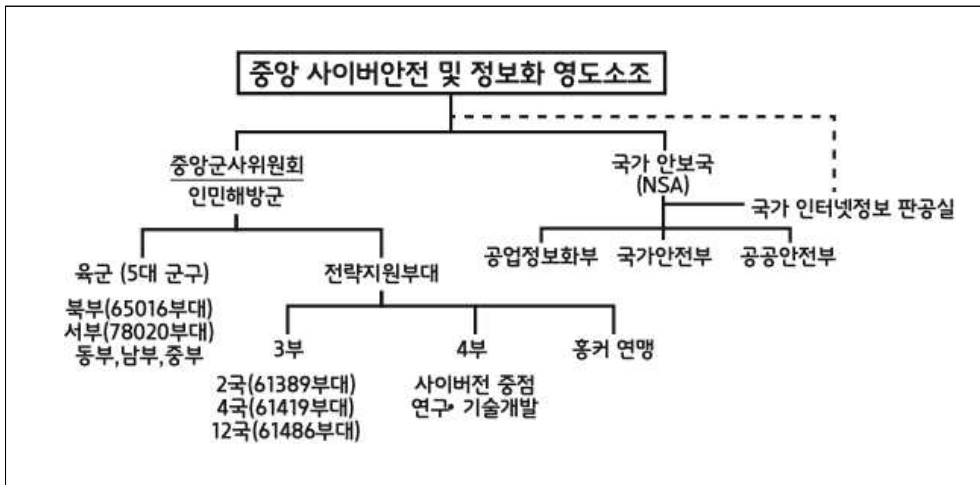 중앙 사이버안전 및 정보화 영도소조
중앙군사위원회
인민해방군
국가 안보국
(NSA)
국가 인터넷정보 판공실
육군 (5대 군구)
전략지원부대
공업정보화부
국가안전부
공공안전부
북부(65016부대)
서부(78020부대)
동부,남부,중부
3부
4부
홍커 연맹
2국(61389부대)
4국(61419부대)
12국(61486부대)
사이버전 중점
연구• 기술개발